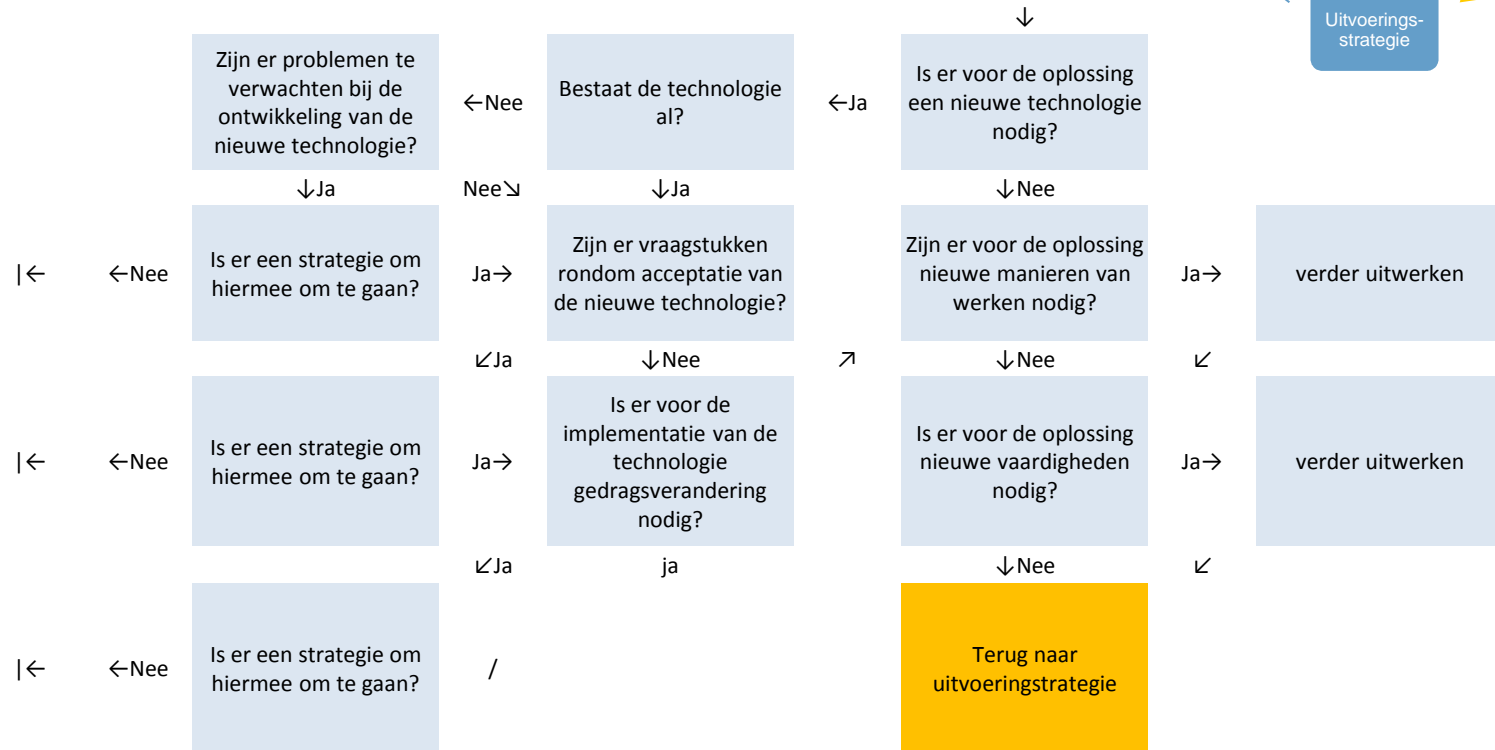 ↓
Uitvoerings-
strategie
Zijn er problemen te
verwachten bij de
ontwikkeling van de
nieuwe technologie?
←Nee
Bestaat de technologie
al?
←Ja
Is er voor de oplossing
een nieuwe technologie
nodig?
↓Ja
Nee↘
↓Ja
↓Nee
|←
←Nee
Is er een strategie om
hiermee om te gaan?
Ja→
Zijn er vraagstukken
rondom acceptatie van
de nieuwe technologie?
Zijn er voor de oplossing
nieuwe manieren van
werken nodig?
Ja→
verder uitwerken
↙Ja
↓Nee
↗
↓Nee
↙
|←
←Nee
Is er een strategie om
hiermee om te gaan?
Ja→
Is er voor de
implementatie van de
technologie
gedragsverandering
nodig?
Is er voor de oplossing
nieuwe vaardigheden
nodig?
Ja→
verder uitwerken
↙Ja
ja
↓Nee
↙
|←
←Nee
Is er een strategie om
hiermee om te gaan?
/
Terug naar
uitvoeringstrategie